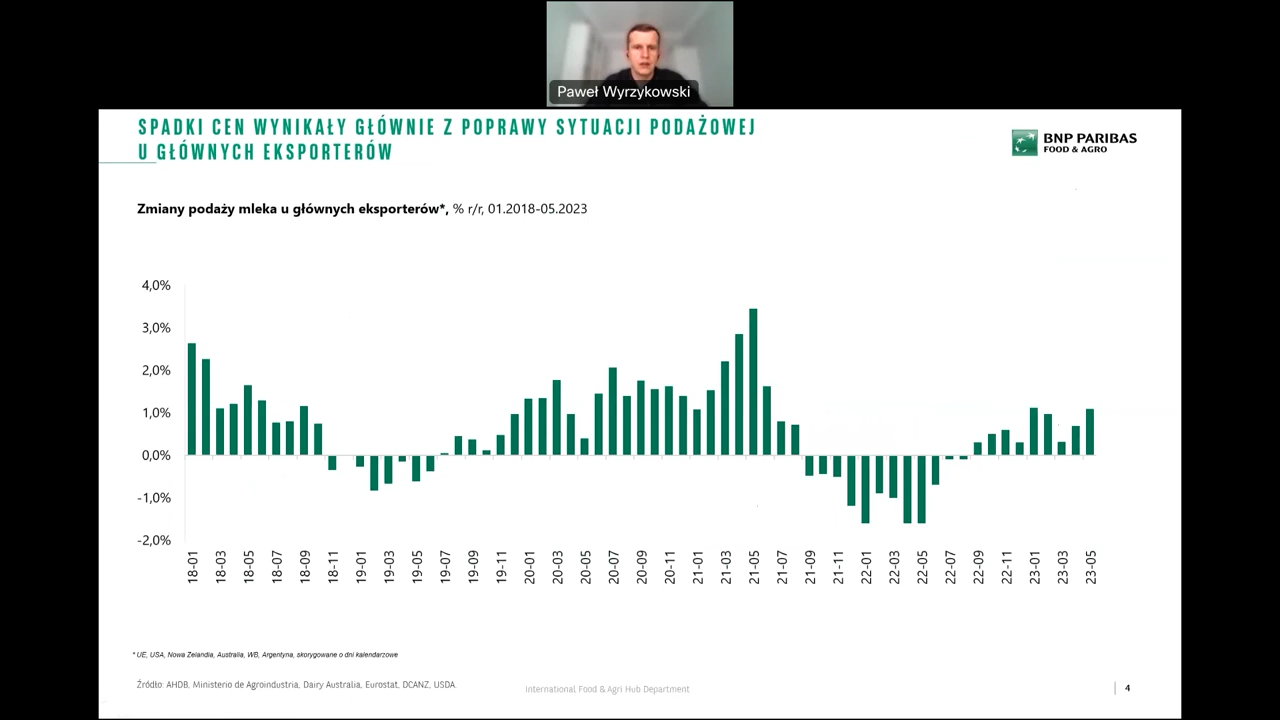 Paweł Wyrzykowski
SPADKI CEN WYNIKAŁY GŁÓWNIE Z POPRAWY SYTUACJI PODAŻOWEJ
U GŁÓWNYCH EKSPORTERÓW
BNP PARIBAS
FOOD & AGRO
Zmiany podaży mleka u głównych eksporterów*, % r/r, 01.2018-05.2023
4,0%
3,0%
2,0%
1,0%
0,0%
-1,0%
-2,0%
18-01 18-03 18-05 18-07 18-09 18-11 19-01 19-03 19-05 19-07 19-09 19-11 20-01 20-03 20-05 20-07 20-09 20-11 21-01 21-03 21-05 21-07 21-09 21-11 22-01 22-03 22-05 22-07 22-09 22-11 23-01 23-03 23-05
* UE, USA, Nowa Zelandia, Australia, WB, Argentyna, skorygowane o dni kalendarzowe
Źródło: AHDB, Ministerio de Agroindustria, Dairy Australia, Eurostat, DCANZ, USDA.
International Food & Agri Hub Department
4